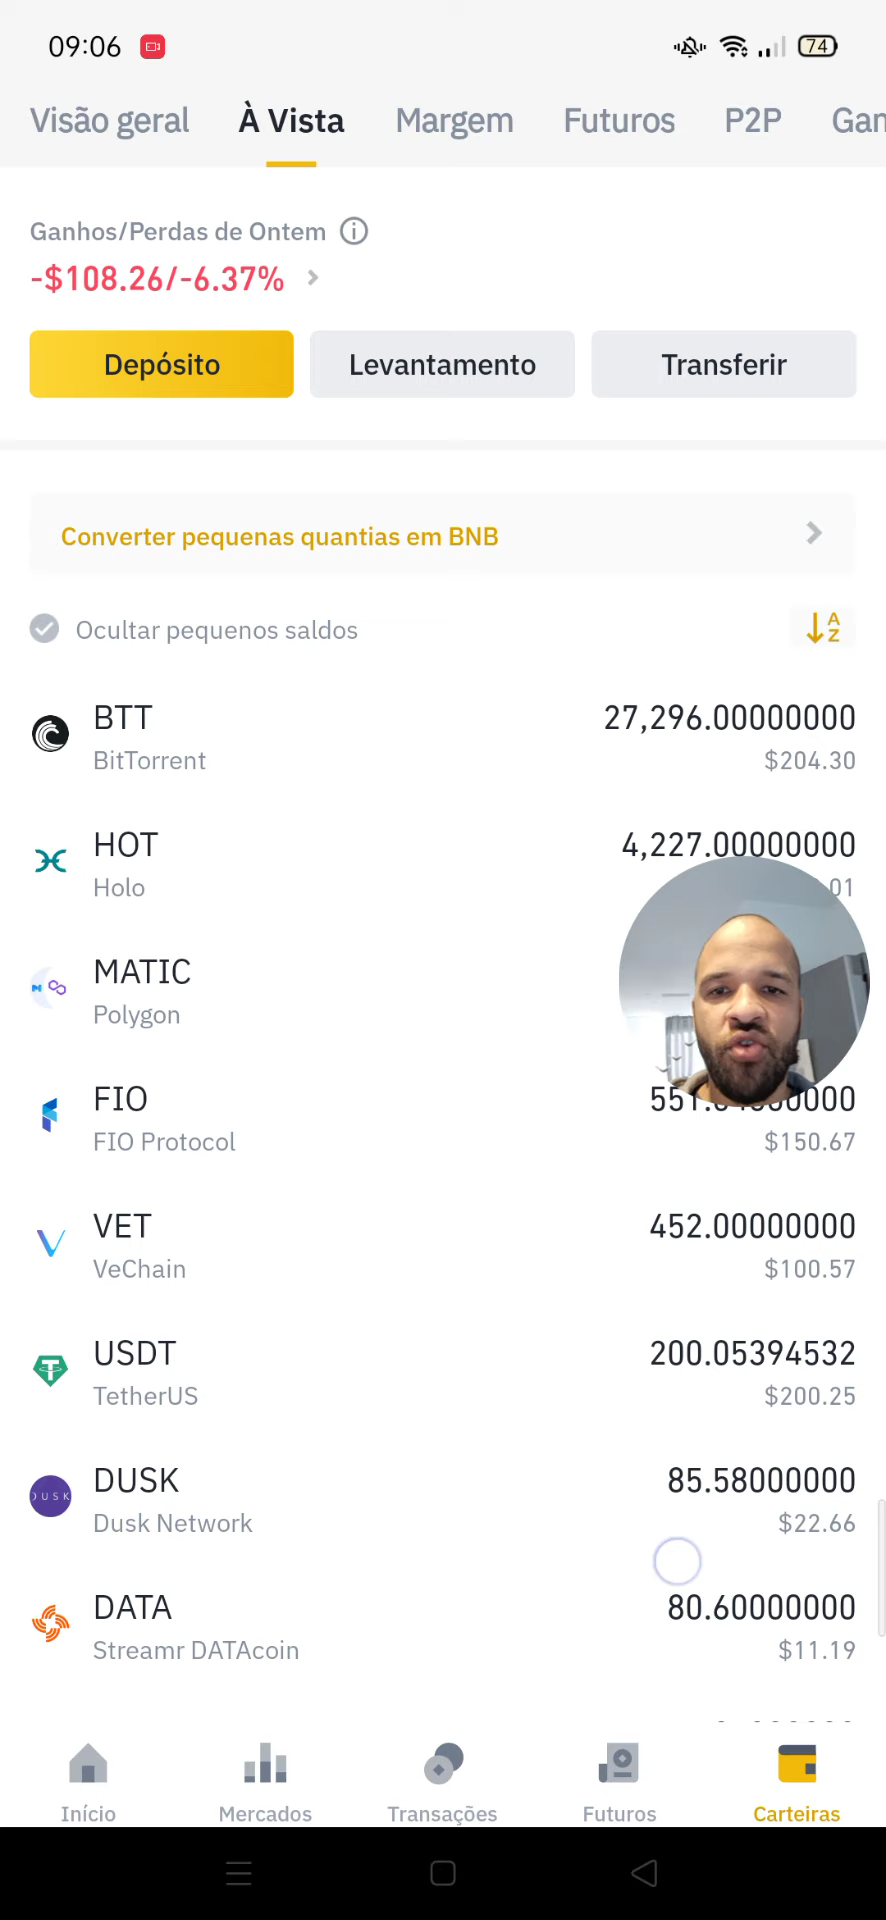 09:06
74
Visão geral À Vista Margem Futuros P2P Gan
Ganhos/Perdas de Ontem
-$108.26/-6.37%
Depósito Levantamento Transferir
Converter pequenas quantias em BNB
Ocultar pequenos saldos
A
Z
BTT 27,296.00000000
BitTorrent $204.30
HOT 4,227.00000000
Holo 01
MATIC
Polygon
FIO
FIO Protocol $150.67
VET 452.00000000
VeChain $100.57
USDT 200.05394532
TetherUS $200.25
DUSK 85.58000000
DUSK
Dusk Network $22.66
DATA 80.60000000
Streamr DATAcoin $11.19
Início Mercados Transações Futuros Carteiras